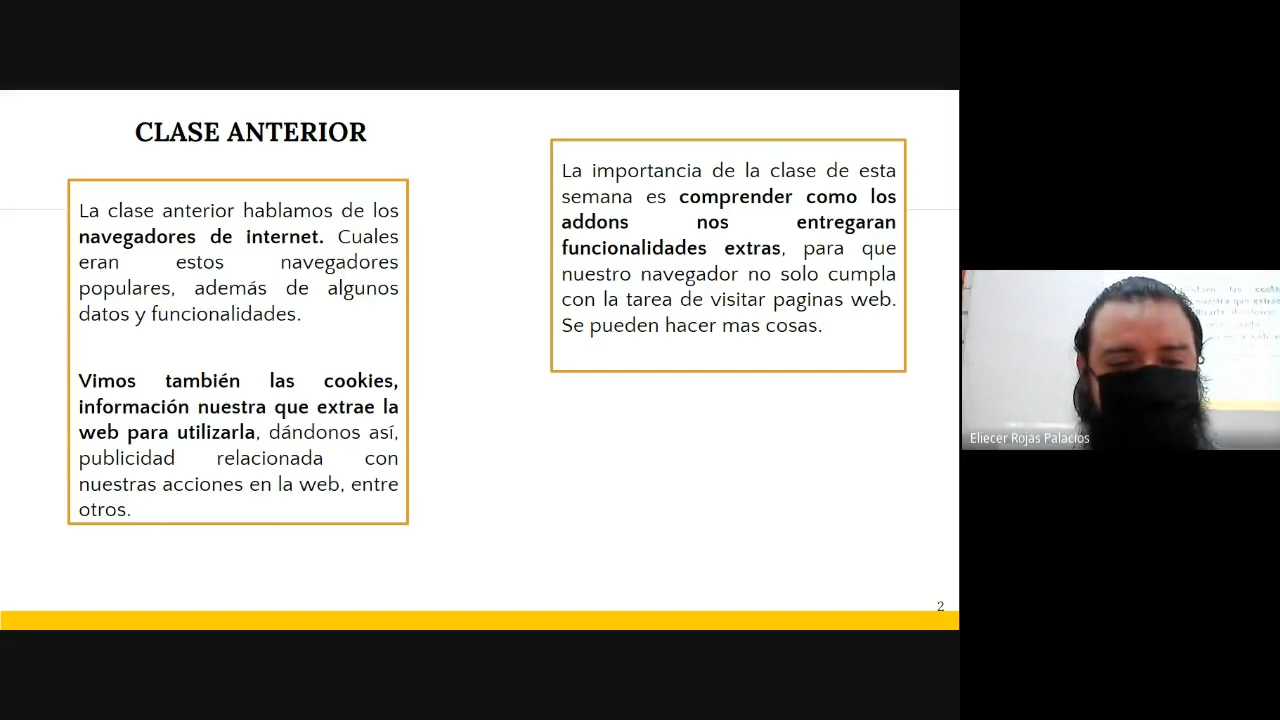 CLASE ANTERIOR
La clase anterior hablamos de los
navegadores de internet. Cuales
eran estos navegadores
populares, además de algunos
datos y funcionalidades.
Vimos también las cookies,
información nuestra que extrae la
web para utilizarla, dándonos así,
publicidad relacionada con
nuestras acciones en la web, entre
otros.
La importancia de la clase de esta
semana es comprender como los
addons nos entregaran
funcionalidades extras, para que
nuestro navegador no solo cumpla
con la tarea de visitar paginas web.
Se pueden hacer mas cosas.
2
Eliecer Rojas Palacios